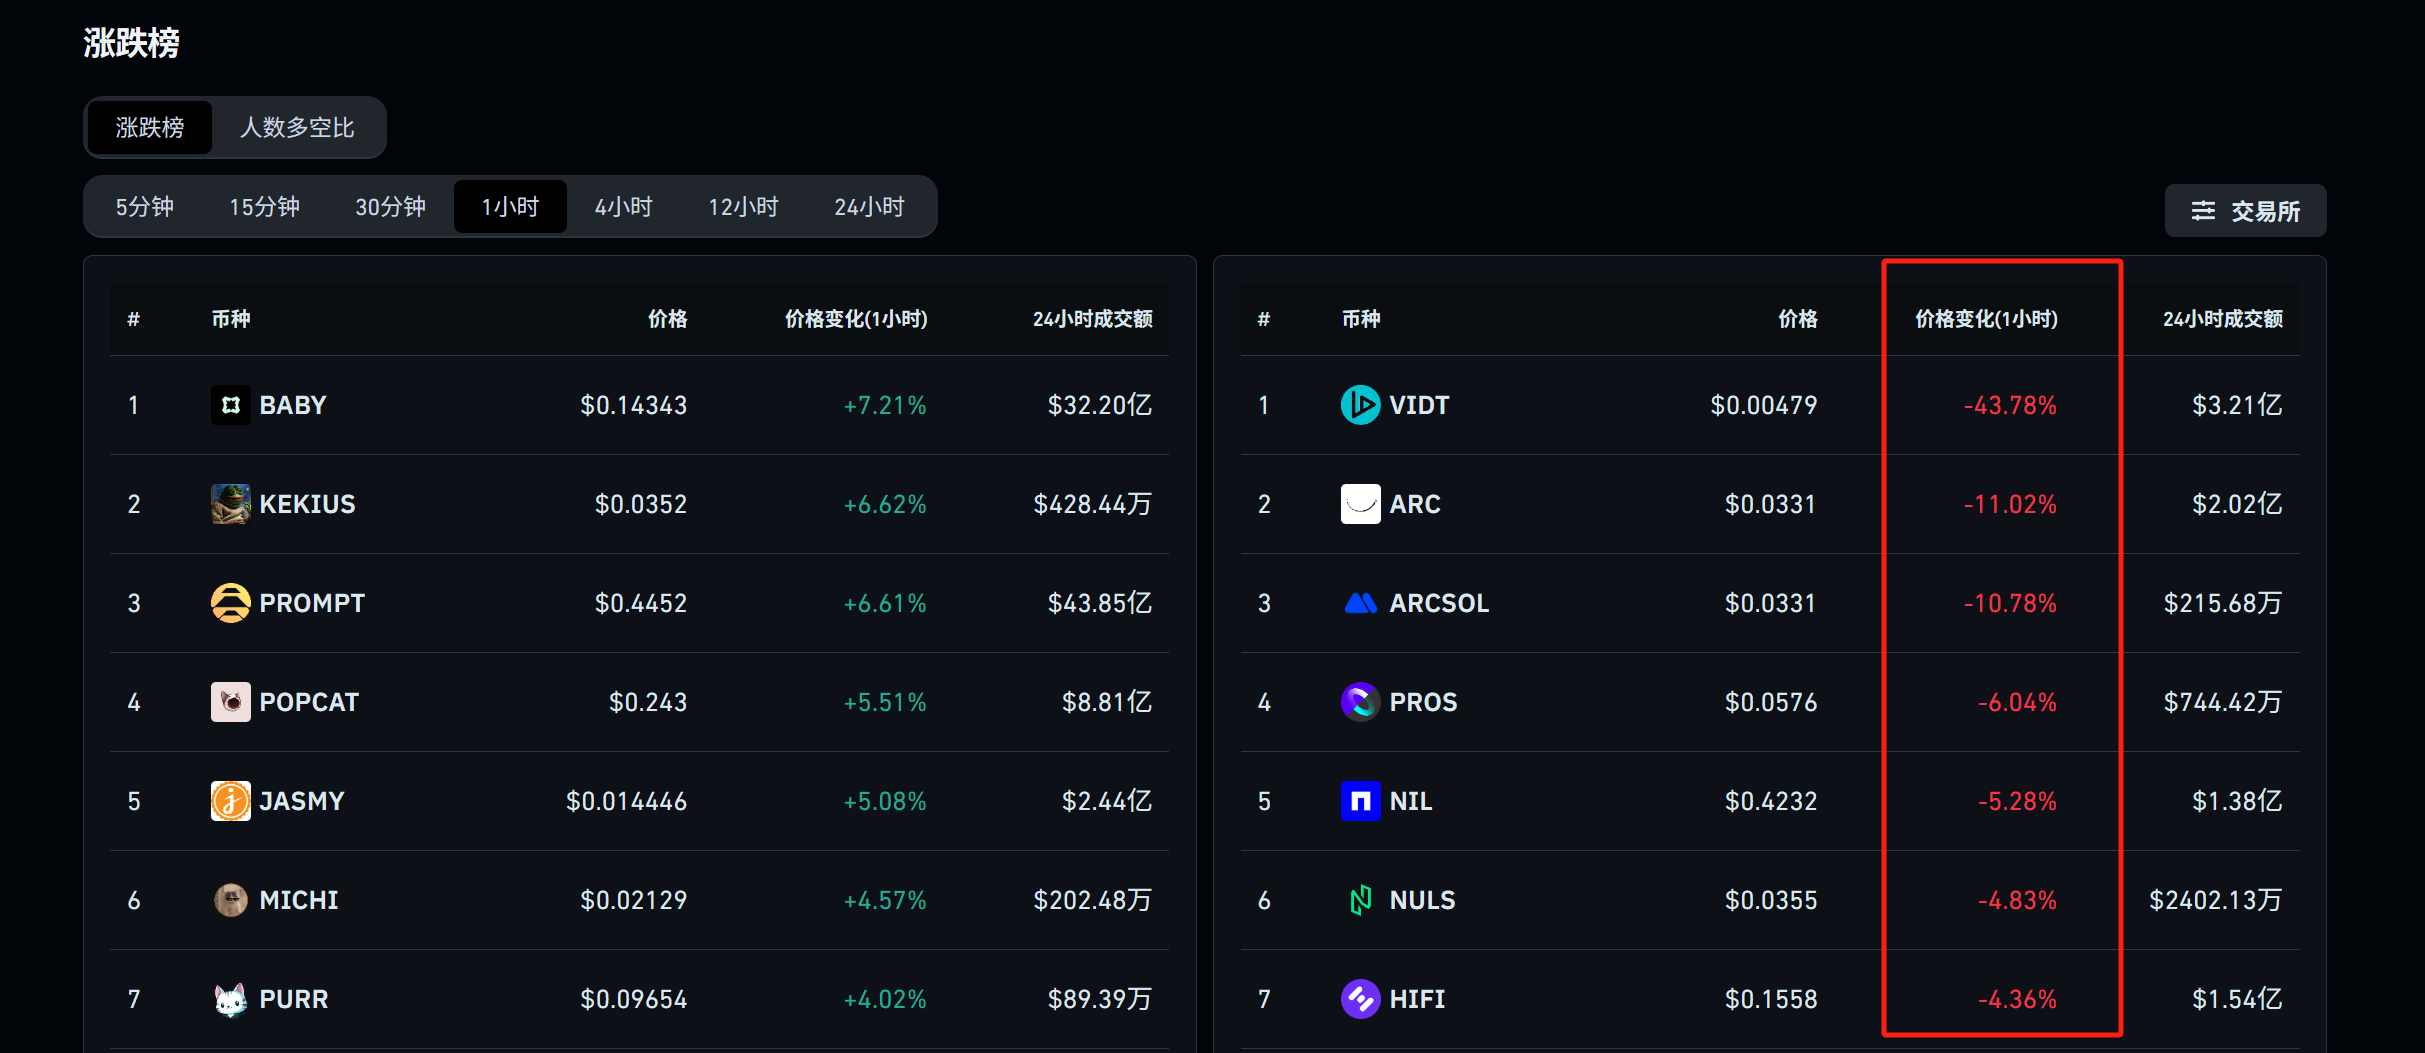 涨跌榜
涨跌榜 人数多空比
5分钟 15分钟 30分钟 1小时 4小时 12小时 24小时
交易所
# 币种 价格 价格变化(1小时) 24小时成交额
1 BABY $0.14343 +7.21% $32.20亿
2 KEKIUS $0.0352 +6.62% $428.44万
3 PROMPT $0.4452 +6.61% $43.85亿
4 POPCAT $0.243 +5.51% $8.81亿
5 JASMY $0.014446 +5.08% $2.44亿
6 MICHI $0.02129 +4.57% $202.48万
7 PURR $0.09654 +4.02% $89.39万
# 币种 价格 价格变化(1小时) 24小时成交额
1 VIDT $0.00479 -43.78% $3.21亿
2 ARC $0.0331 -11.02% $2.02亿
3 ARCSOL $0.0331 -10.78% $215.68万
4 PROS $0.0576 -6.04% $744.42万
5 NIL $0.4232 -5.28% $1.38亿
6 NULS $0.0355 -4.83% $2402.13万
7 HIFI $0.1558 -4.36% $1.54亿